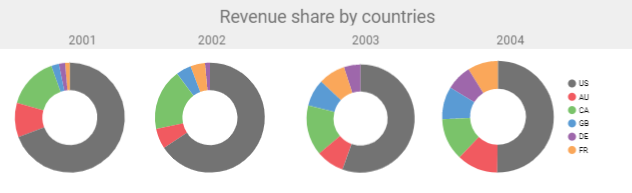 Revenue share by countries
2001 2002 2003 2004
US
AU
CA
GB
DE
FR